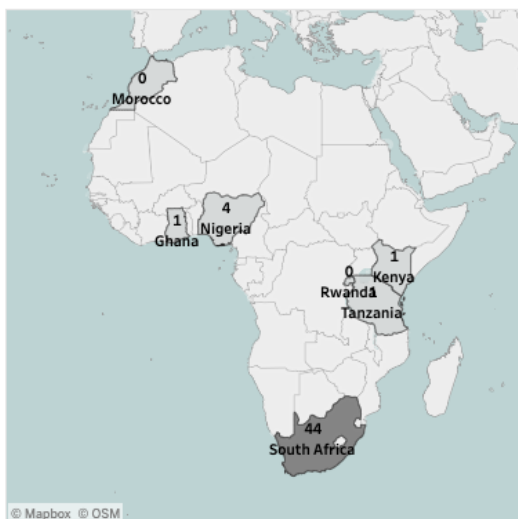 0
Morocco
4
1
Nigeria
Ghana
1
0
Kenya
Rwanda
1
Tanzania
44
South Africa
© Mapbox © OSM